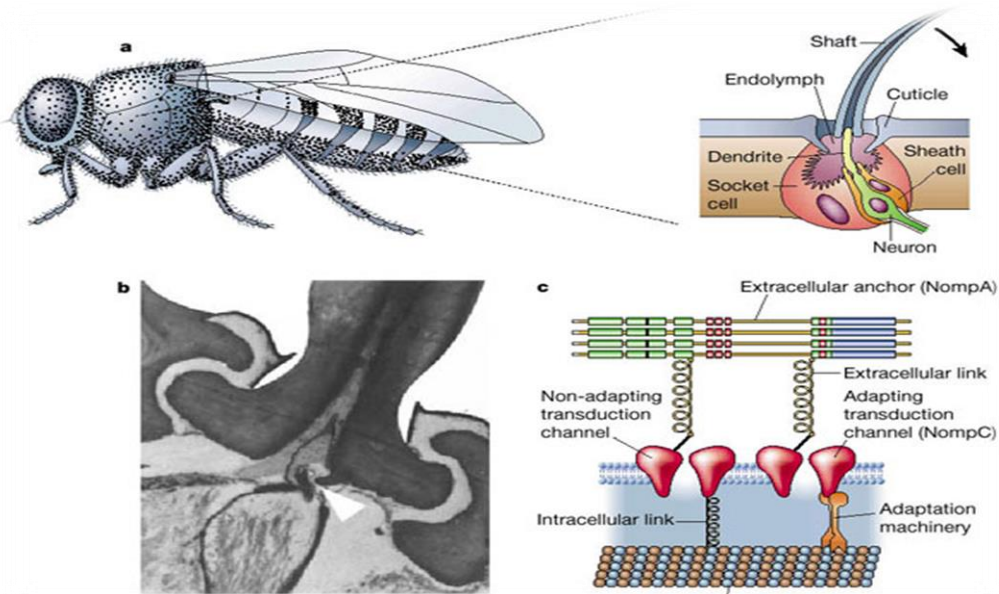 a
Shaft
Endolymph
Cuticle
Dendrite
Sheath
cell
Socket
cell
Neuron
b
c
Extracellular anchor (NompA)
Extracellular link
Non-adapting
transduction
channel
Adapting
transduction
channel (NompC)
Intracellular link
Adaptation
machinery